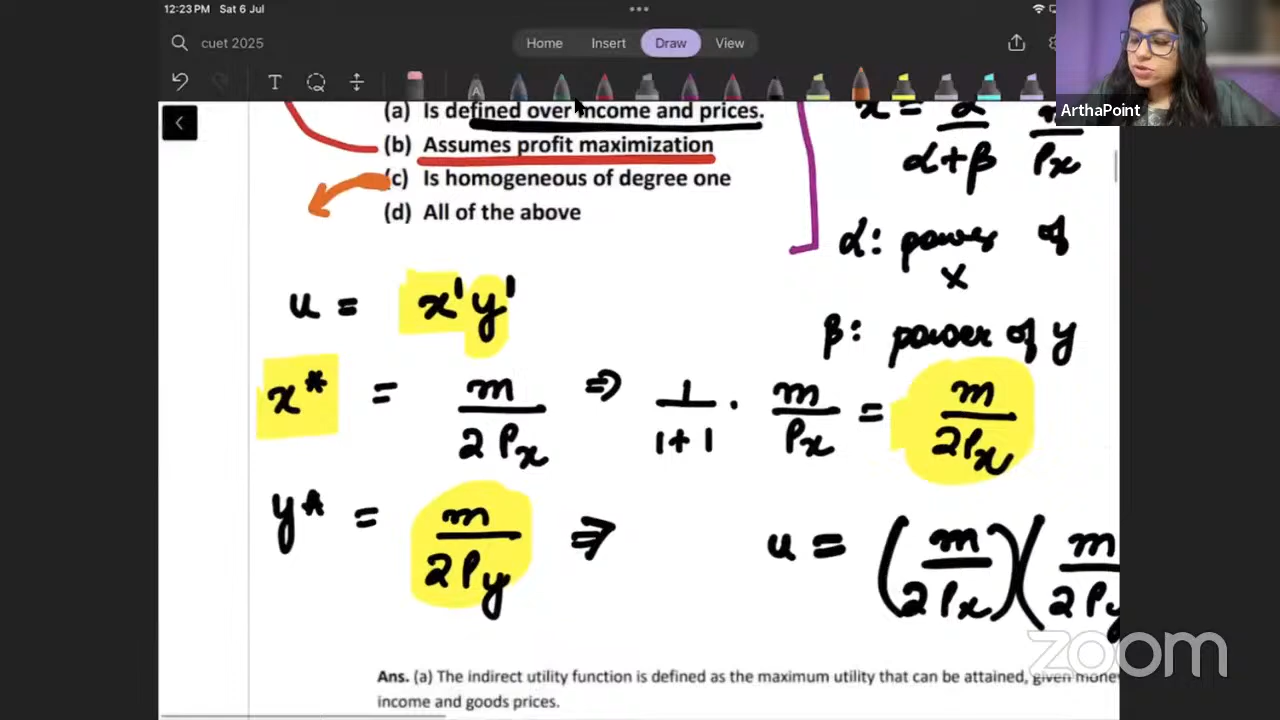 12:23 PM Sat 6 Jul
cuet 2025
Home Insert Draw View
ArthaPoint
(a) Is defined over income and prices.
(b) Assumes profit maximization
(c) Is homogeneous of degree one
(d) All of the above
x = α/(α+β) m/Px
α: power of x
β: power of y
u = x¹y¹
x* = m/(2Px) ⇒ 1/(1+1) · m/Px = m/(2Px)
y* = m/(2Py) ⇒ u = (m/(2Px))(m/(2Py
zoom
Ans. (a) The indirect utility function is defined as the maximum utility that can be attained, given money
income and goods prices.